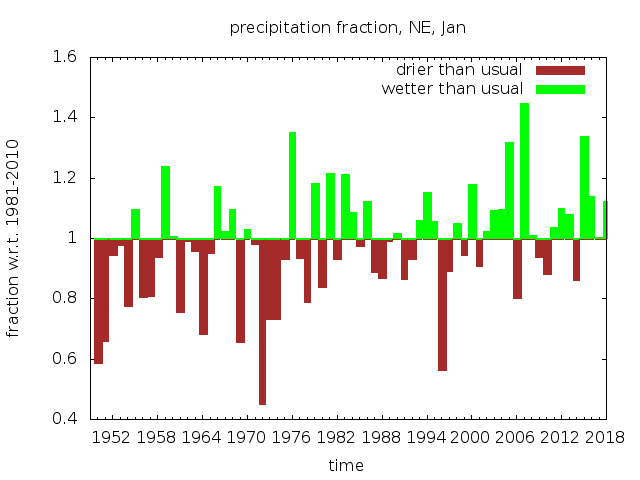 precipitation fraction, NE, Jan
drier than usual
wetter than usual
fraction w.r.t. 1981-2010
1.6
1.4
1.2
1
0.8
0.6
0.4
1952 1958 1964 1970 1976 1982 1988 1994 2000 2006 2012 2018
time